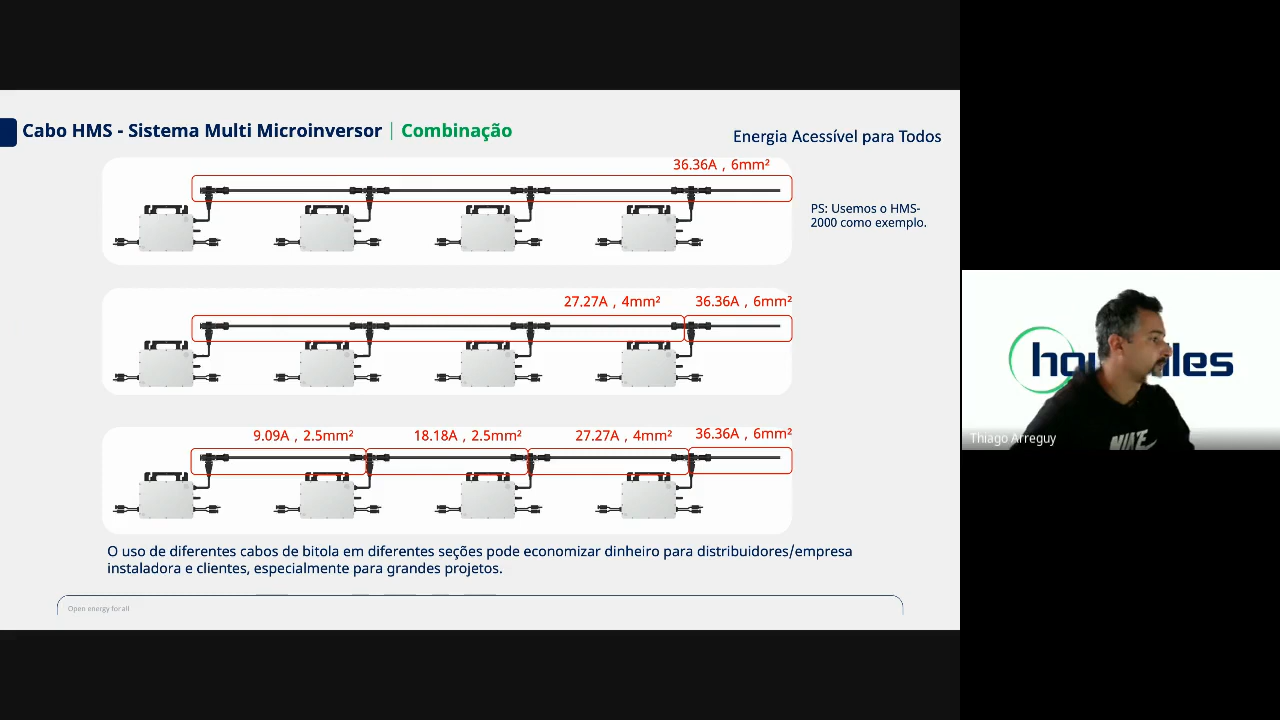 Cabo HMS - Sistema Multi Microinversor | Combinação
Energia Acessível para Todos
36.36A , 6mm²
PS: Usemos o HMS-
2000 como exemplo.
27.27A , 4mm² 36.36A , 6mm²
9.09A , 2.5mm² 18.18A , 2.5mm² 27.27A , 4mm² 36.36A , 6mm²
O uso de diferentes cabos de bitola em diferentes seções pode economizar dinheiro para distribuidores/empresa
instaladora e clientes, especialmente para grandes projetos.
Open energy for all
Thiago Arreguy